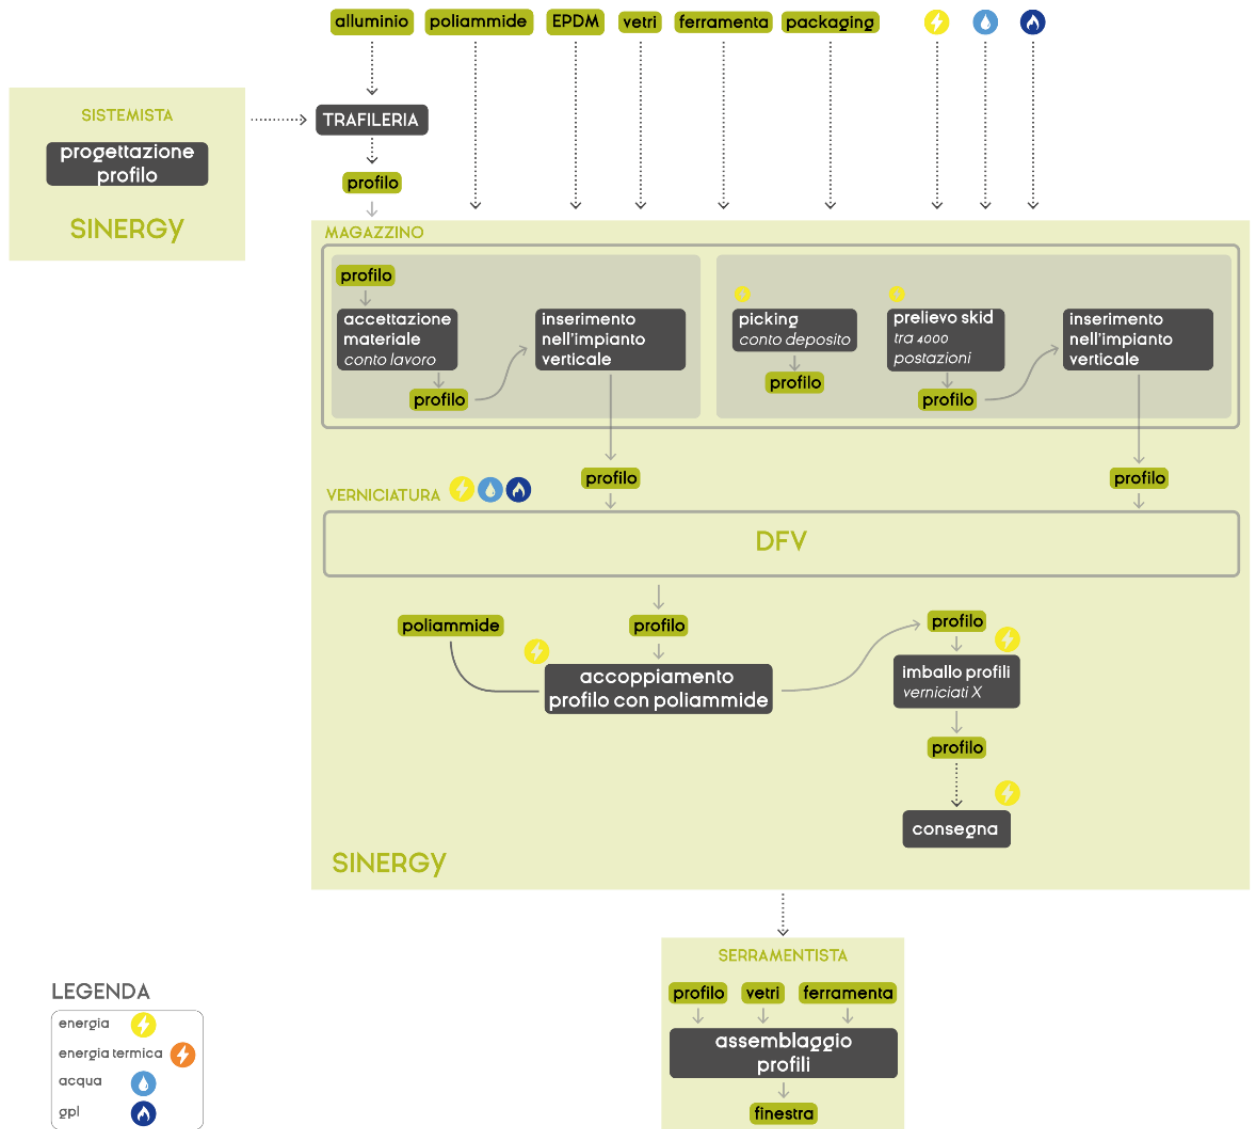 alluminio
poliammide
EPDM
vetri
ferramenta
packaging
SISTEMISTA
progettazione
profilo
SINERGY
TRAFILERIA
profilo
MAGAZZINO
profilo
accettazione
materiale
conto lavoro
profilo
inserimento
nell'impianto
verticale
picking
conto deposito
profilo
prelievo skid
tra 4000
postazioni
profilo
inserimento
nell'impianto
verticale
profilo
profilo
VERNICIATURA
DFV
poliammide
profilo
accoppiamento
profilo con poliammide
profilo
imballo profili
verniciati X
profilo
consegna
SINERGY
SERRAMENTISTA
profilo
vetri
ferramenta
assemblaggio
profili
finestra
LEGENDA
energia
energia termica
acqua
gpl